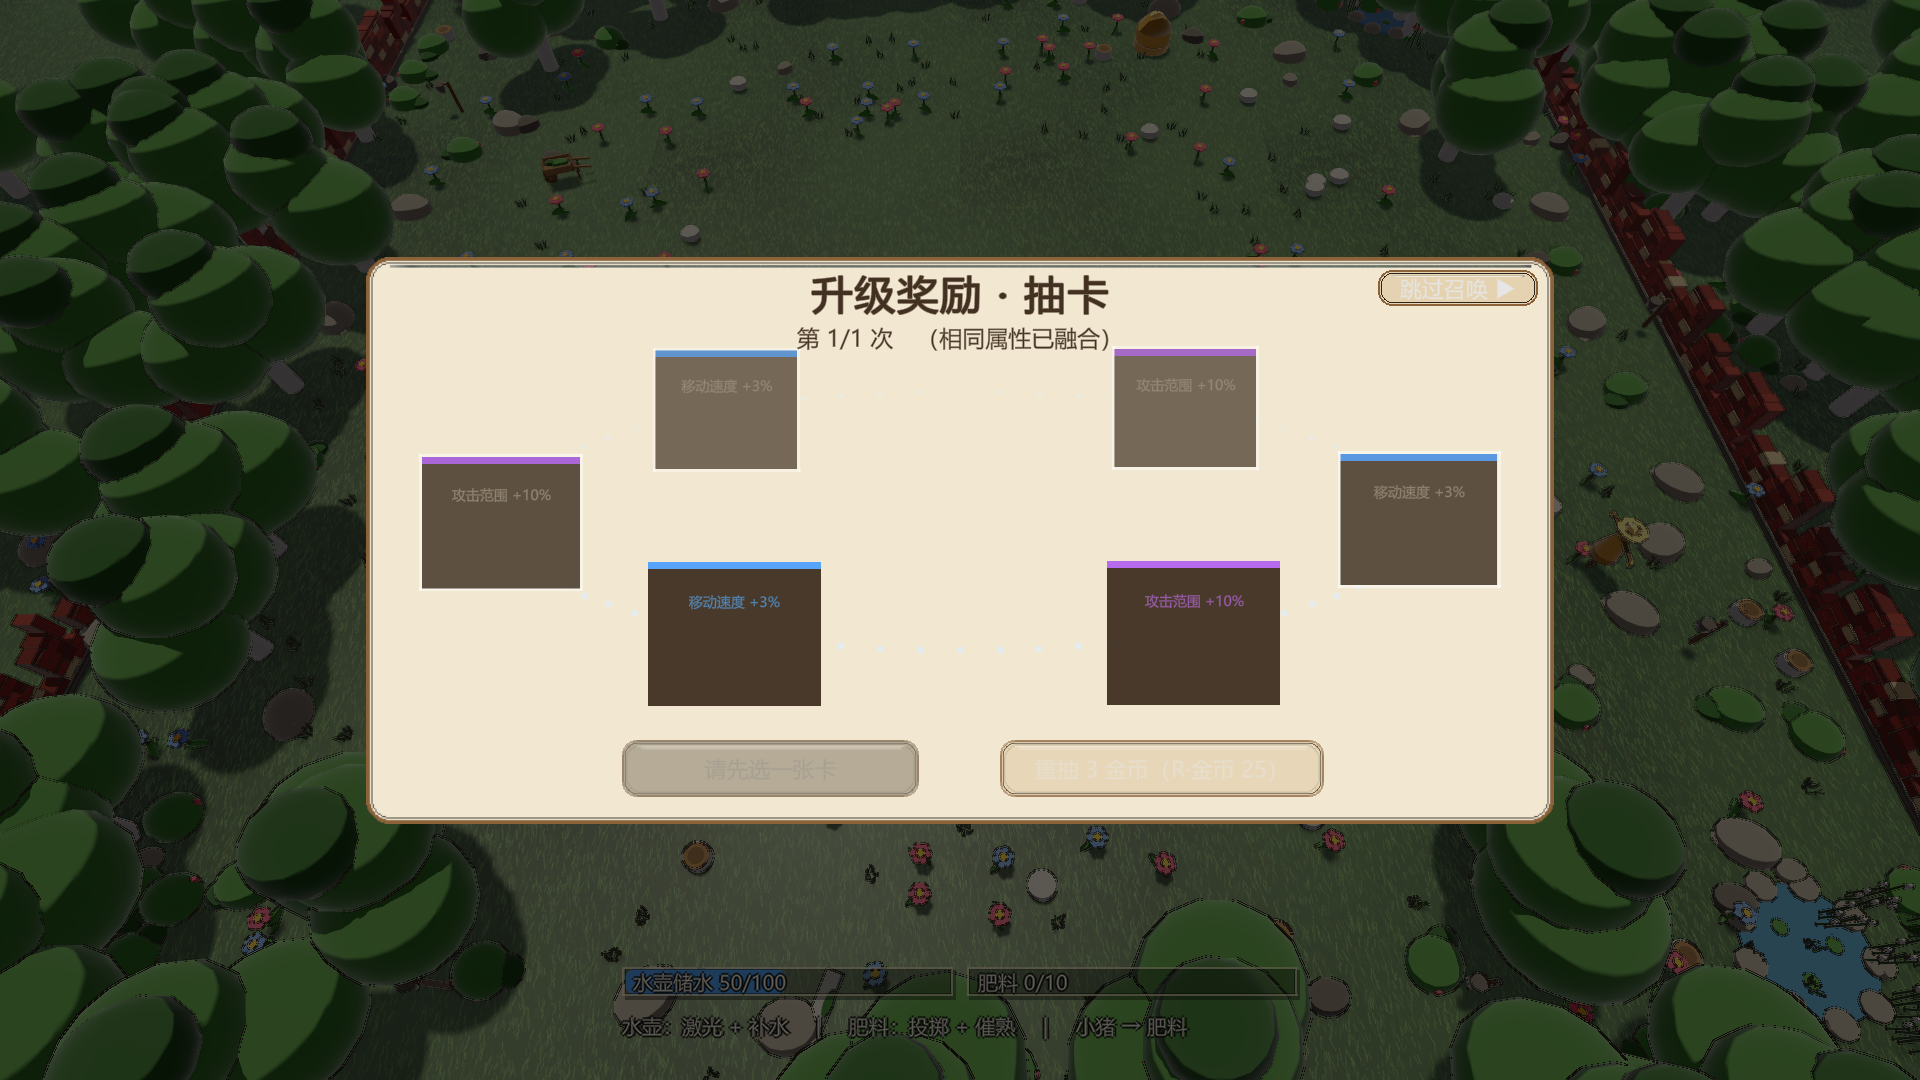 升级奖励 · 抽卡
跳过召唤 ▶
第 1/1 次 （相同属性已融合）
移动速度 +3%
攻击范围 +10%
攻击范围 +10%
移动速度 +3%
移动速度 +3%
攻击范围 +10%
请先选一张卡
重抽 3 金币（R·金币 25）
水壶储水 50/100
肥料 0/10
水壶：激光 + 补水 | 肥料：投掷 + 催熟 | 小猪 → 肥料